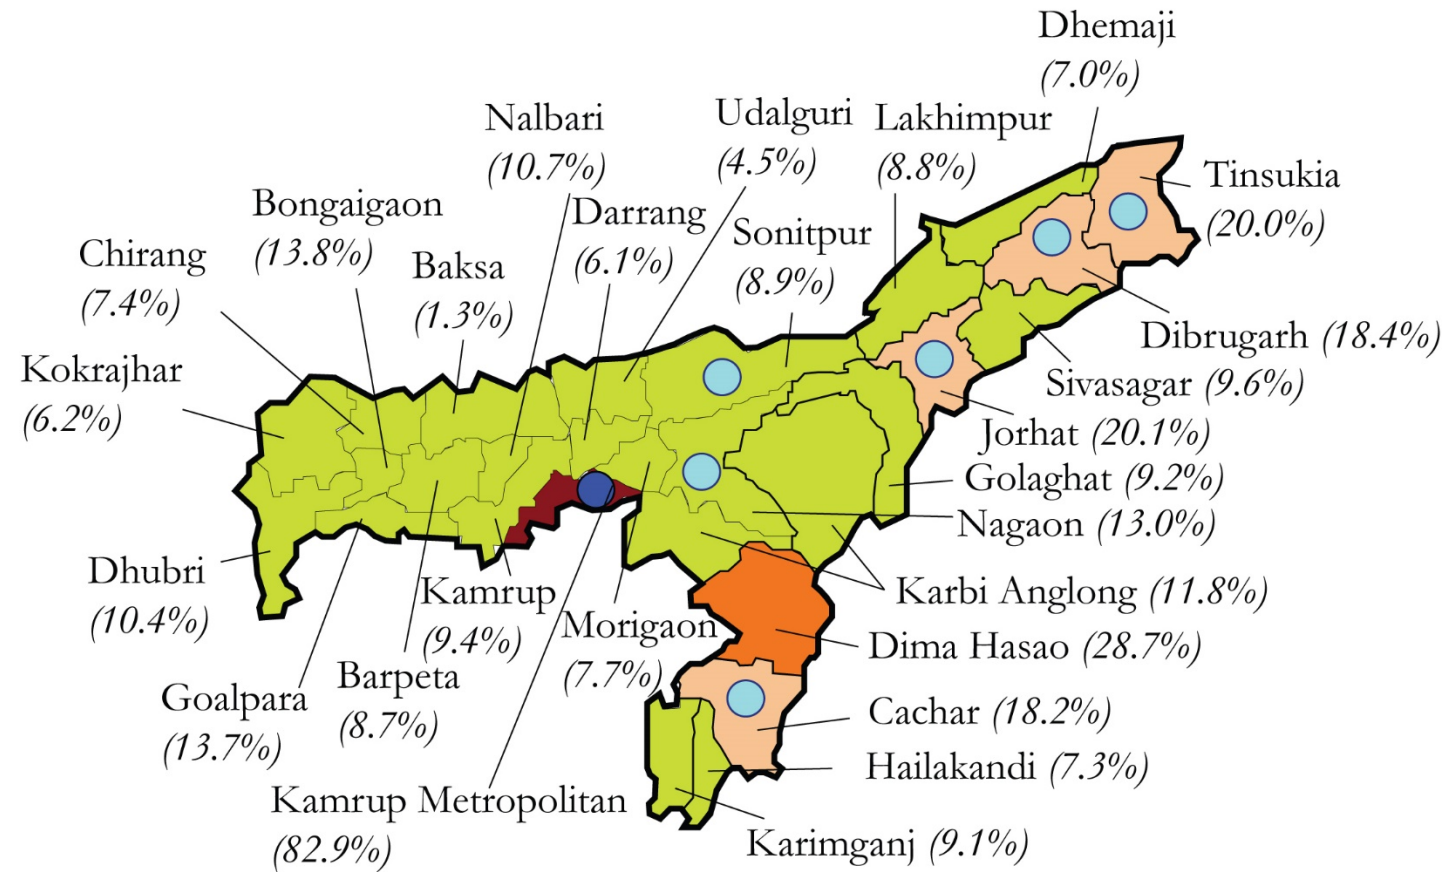 Dhemaji
(7.0%)
Nalbari
(10.7%)
Udalguri
(4.5%)
Lakhimpur
(8.8%)
Tinsukia
(20.0%)
Bongaigaon
(13.8%)
Darrang
(6.1%)
Sonitpur
(8.9%)
Chirang
(7.4%)
Baksa
(1.3%)
Dibrugarh (18.4%)
Kokrajhar
(6.2%)
Sivasagar (9.6%)
Jorhat (20.1%)
Golaghat (9.2%)
Nagaon (13.0%)
Dhubri
(10.4%)
Kamrup
(9.4%)
Karbi Anglong (11.8%)
Morigaon
(7.7%)
Dima Hasao (28.7%)
Barpeta
(8.7%)
Goalpara
(13.7%)
Cachar (18.2%)
Hailakandi (7.3%)
Kamrup Metropolitan
(82.9%)
Karimganj (9.1%)